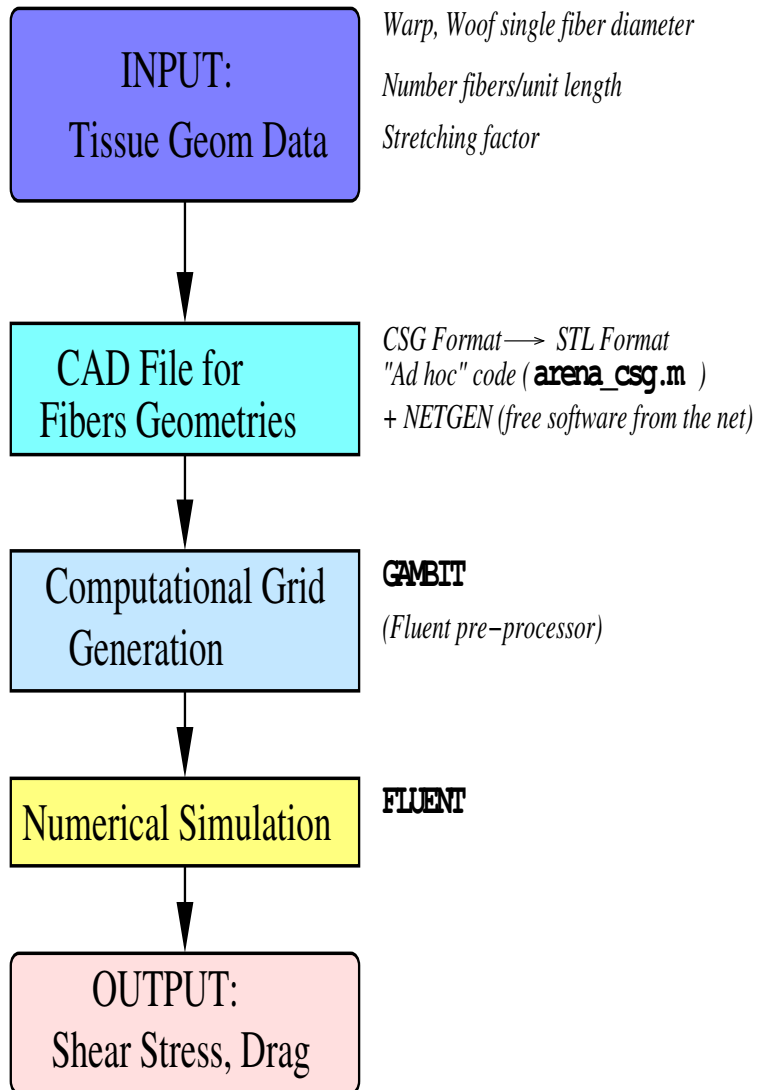 INPUT:
Tissue Geom Data
Warp, Woof single fiber diameter
Number fibers/unit length
Stretching factor
CAD File for
Fibers Geometries
CSG Format → STL Format
"Ad hoc" code ( arena_csg.m )
+ NETGEN (free software from the net)
Computational Grid
Generation
GAMBIT
(Fluent pre−processor)
Numerical Simulation
FLUENT
OUTPUT:
Shear Stress, Drag